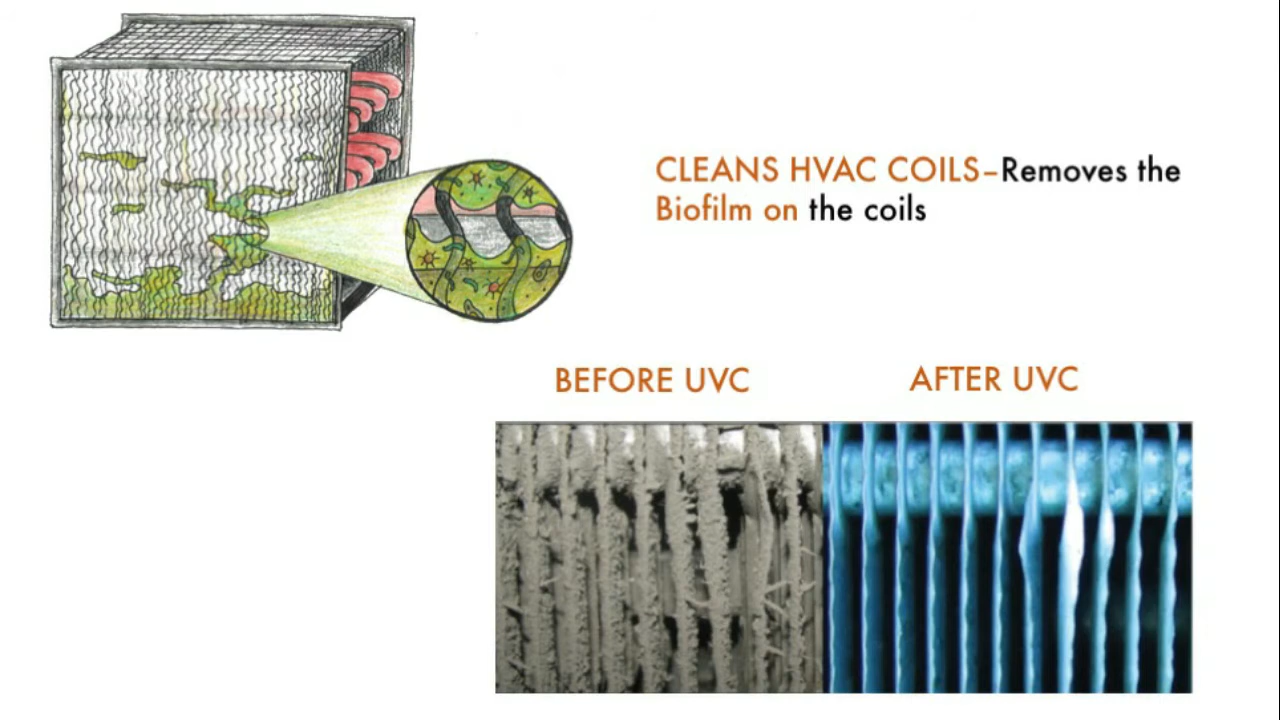 CLEANS HVAC COILS–Removes the
Biofilm on the coils
BEFORE UVC
AFTER UVC